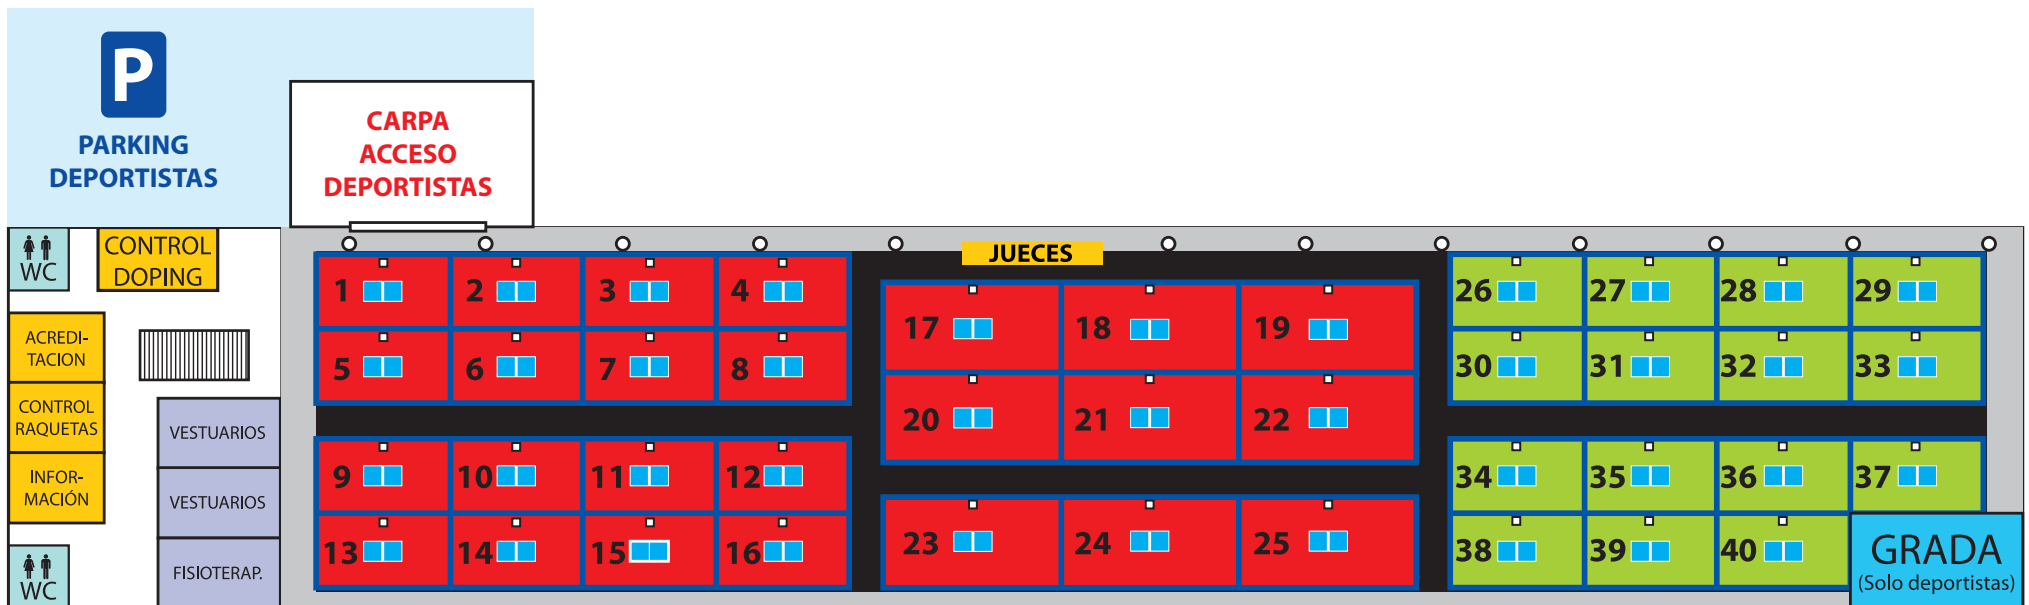 P
PARKING
DEPORTISTAS
CARPA
ACCESO
DEPORTISTAS
WC
CONTROL
DOPING
ACREDI-
TACION
CONTROL
RAQUETAS
INFOR-
MACIÓN
WC
VESTUARIOS
VESTUARIOS
FISIOTERAP.
JUECES
1 2 3 4
5 6 7 8
9 10 11 12
13 14 15 16
17 18 19
20 21 22
23 24 25
26 27 28 29
30 31 32 33
34 35 36 37
38 39 40
GRADA
(Solo deportistas)